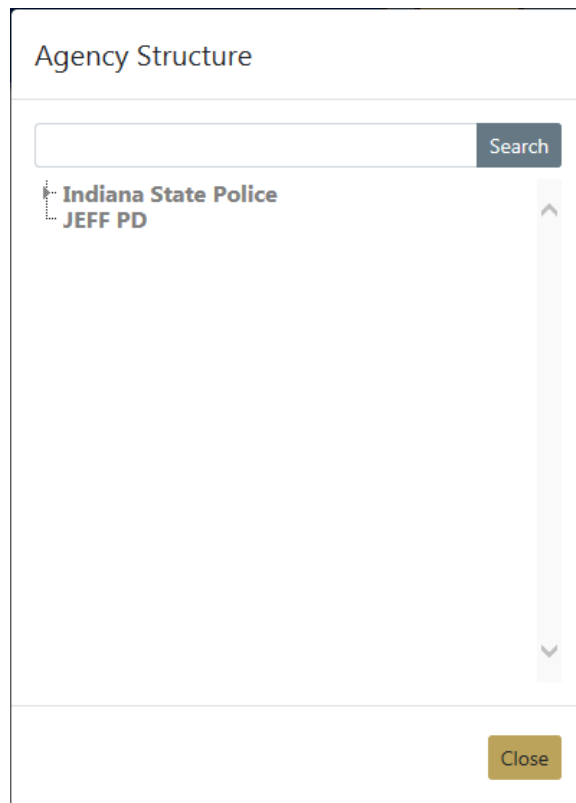 Agency Structure
Search
Indiana State Police
JEFF PD
Close